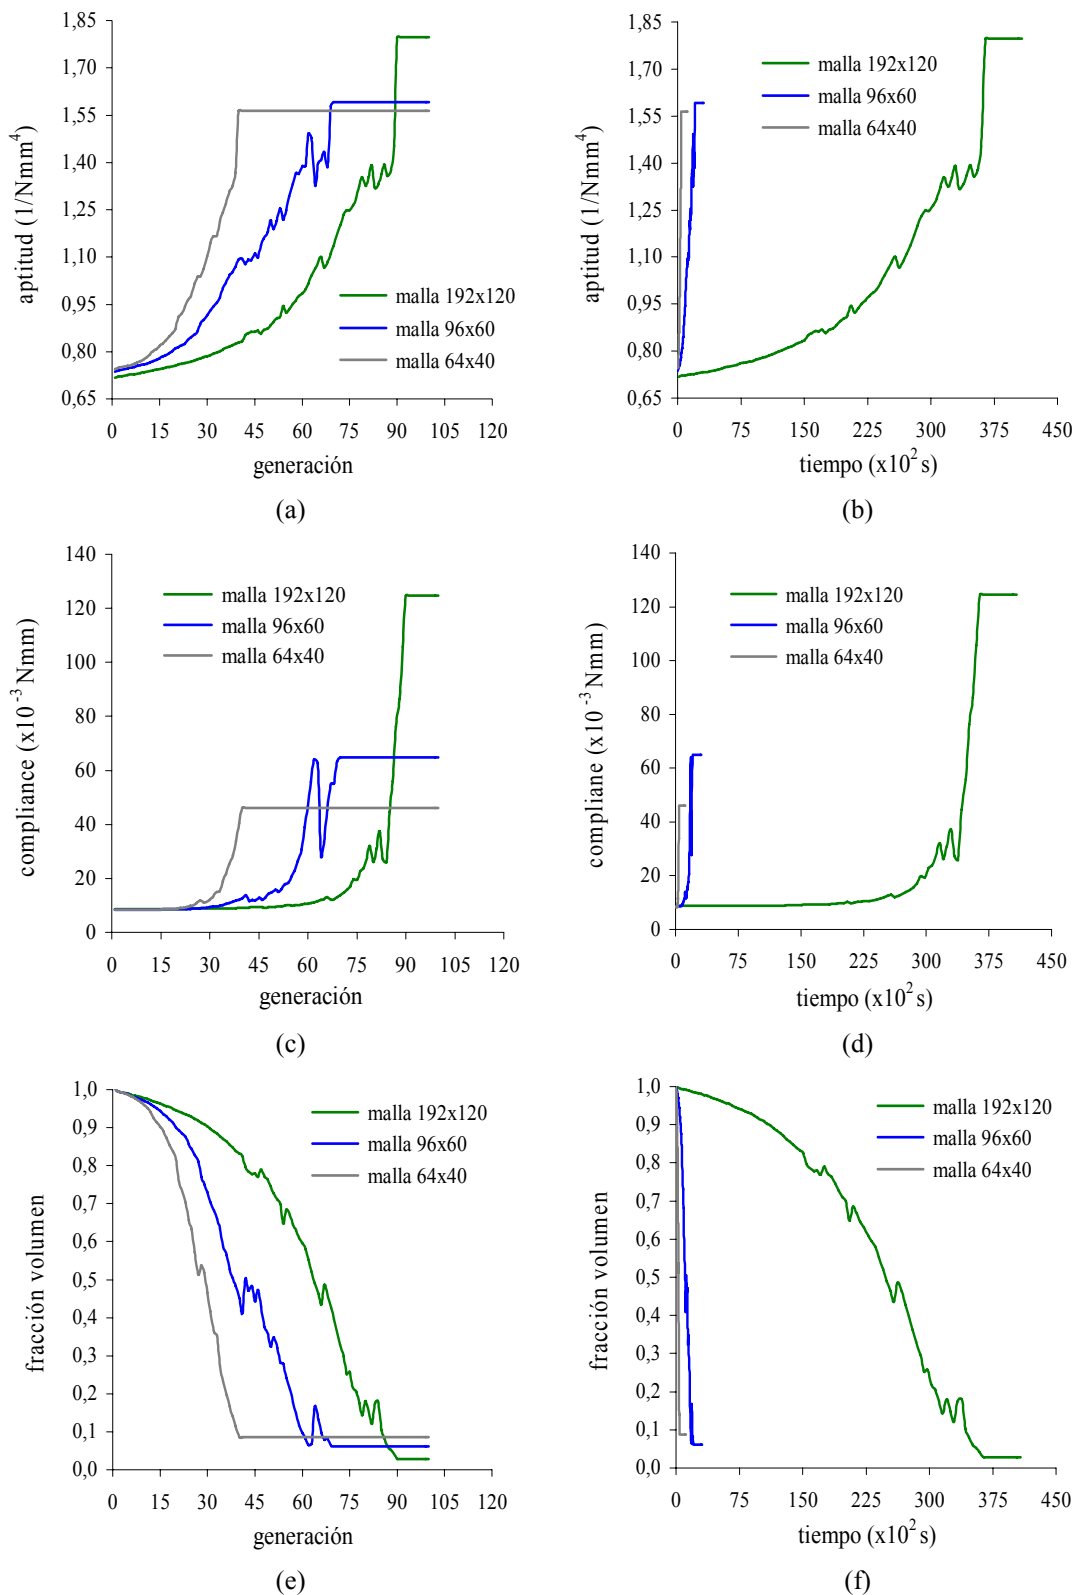 1,85
1,70
1,55
1,40
1,25
1,10
0,95
0,80
0,65
aptitud (1/Nmm⁴)
malla 192x120
malla 96x60
malla 64x40
0 15 30 45 60 75 90 105 120
generación
(a)
1,85
1,70
1,55
1,40
1,25
1,10
0,95
0,80
0,65
aptitud (1/Nmm⁴)
malla 192x120
malla 96x60
malla 64x40
0 75 150 225 300 375 450
tiempo (x10² s)
(b)
140
120
100
80
60
40
20
0
compliance (x10⁻³ Nmm)
malla 192x120
malla 96x60
malla 64x40
0 15 30 45 60 75 90 105 120
generación
(c)
140
120
100
80
60
40
20
0
compliane (x10⁻³ Nmm)
malla 192x120
malla 96x60
malla 64x40
0 75 150 225 300 375 450
tiempo (x10² s)
(d)
1,0
0,9
0,8
0,7
0,6
0,5
0,4
0,3
0,2
0,1
0,0
fracción volumen
malla 192x120
malla 96x60
malla 64x40
0 15 30 45 60 75 90 105 120
generación
(e)
1,0
0,9
0,8
0,7
0,6
0,5
0,4
0,3
0,2
0,1
0,0
fracción volumen
malla 192x120
malla 96x60
malla 64x40
0 75 150 225 300 375 450
tiempo (x10² s)
(f)